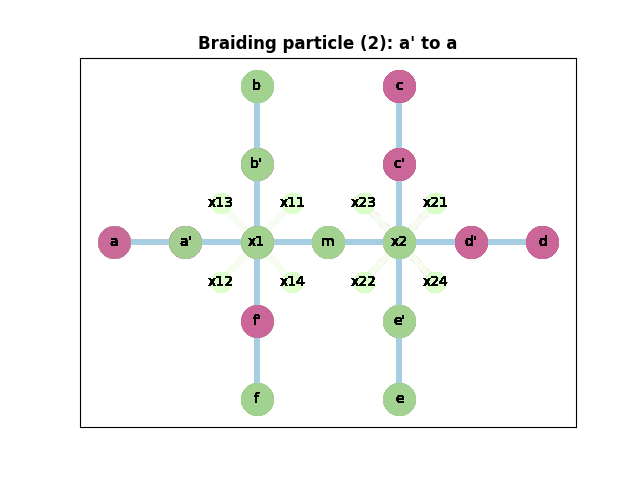 Braiding particle (2): a' to a
b c
b' c'
x13 x11 x23 x21
a a' x1 m x2 d' d
x12 x14 x22 x24
f' e'
f e